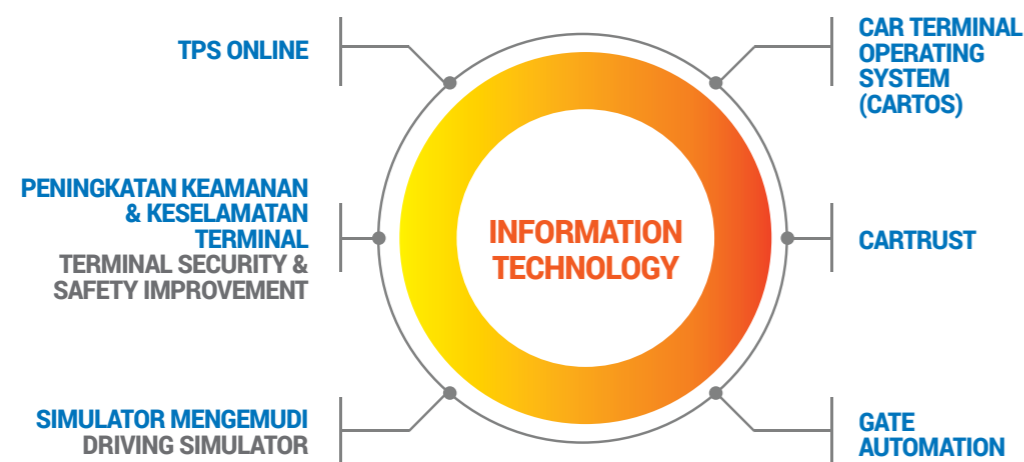 TPS ONLINE
CAR TERMINAL
OPERATING
SYSTEM
(CARTOS)
PENINGKATAN KEAMANAN
& KESELAMATAN
TERMINAL
TERMINAL SECURITY &
SAFETY IMPROVEMENT
INFORMATION
TECHNOLOGY
CARTRUST
SIMULATOR MENGEMUDI
DRIVING SIMULATOR
GATE
AUTOMATION